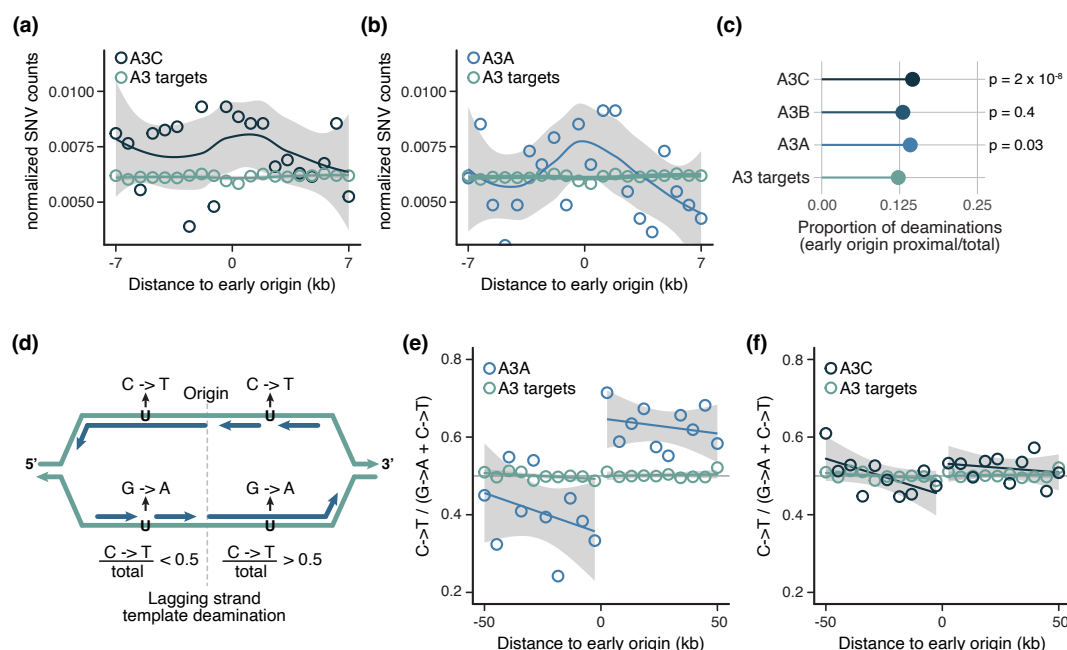 (a)
normalized SNV counts
A3C
A3 targets
0.0100
0.0075
0.0050
-7
0
7
Distance to early origin (kb)
(b)
normalized SNV counts
A3A
A3 targets
0.0100
0.0075
0.0050
-7
0
7
Distance to early origin (kb)
(c)
A3C
p = 2 x 10-8
A3B
p = 0.4
A3A
p = 0.03
A3 targets
0.00
0.125
0.25
Proportion of deaminations
(early origin proximal/total)
(d)
C -> T
Origin
C -> T
U
U
5’
3’
G -> A
G -> A
U
U
C -> T
total
< 0.5
C -> T
total
> 0.5
Lagging strand
template deamination
(e)
C->T / (G->A + C->T)
A3A
A3 targets
0.8
0.6
0.4
0.2
-50
0
50
Distance to early origin (kb)
(f)
C->T / (G->A + C->T)
A3C
A3 targets
0.8
0.6
0.4
0.2
-50
0
50
Distance to early origin (kb)